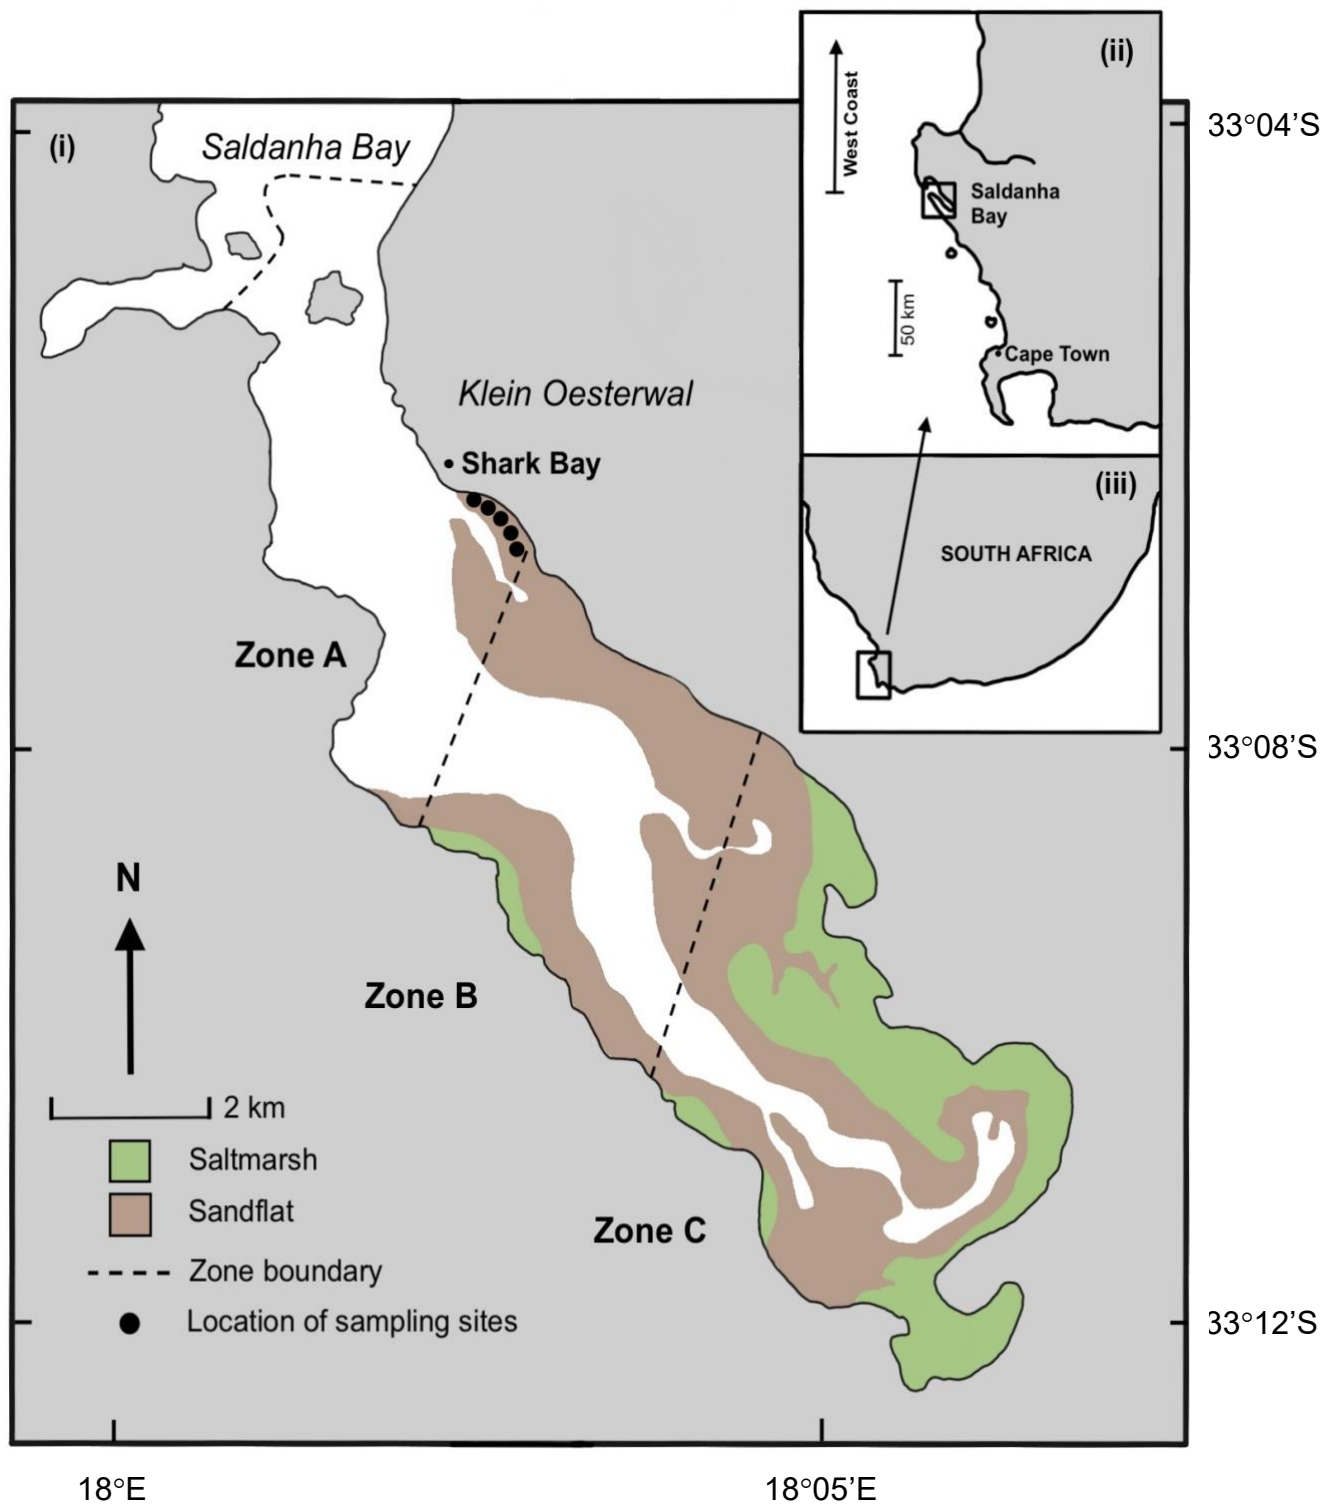 (i)
Saldanha Bay
Klein Oesterwal
Shark Bay
Zone A
Zone B
Zone C
N
2 km
Saltmarsh
Sandflat
Zone boundary
Location of sampling sites
(ii)
West Coast
Saldanha
Bay
50 km
Cape Town
(iii)
SOUTH AFRICA
33°04’S
33°08’S
33°12’S
18°E
18°05’E